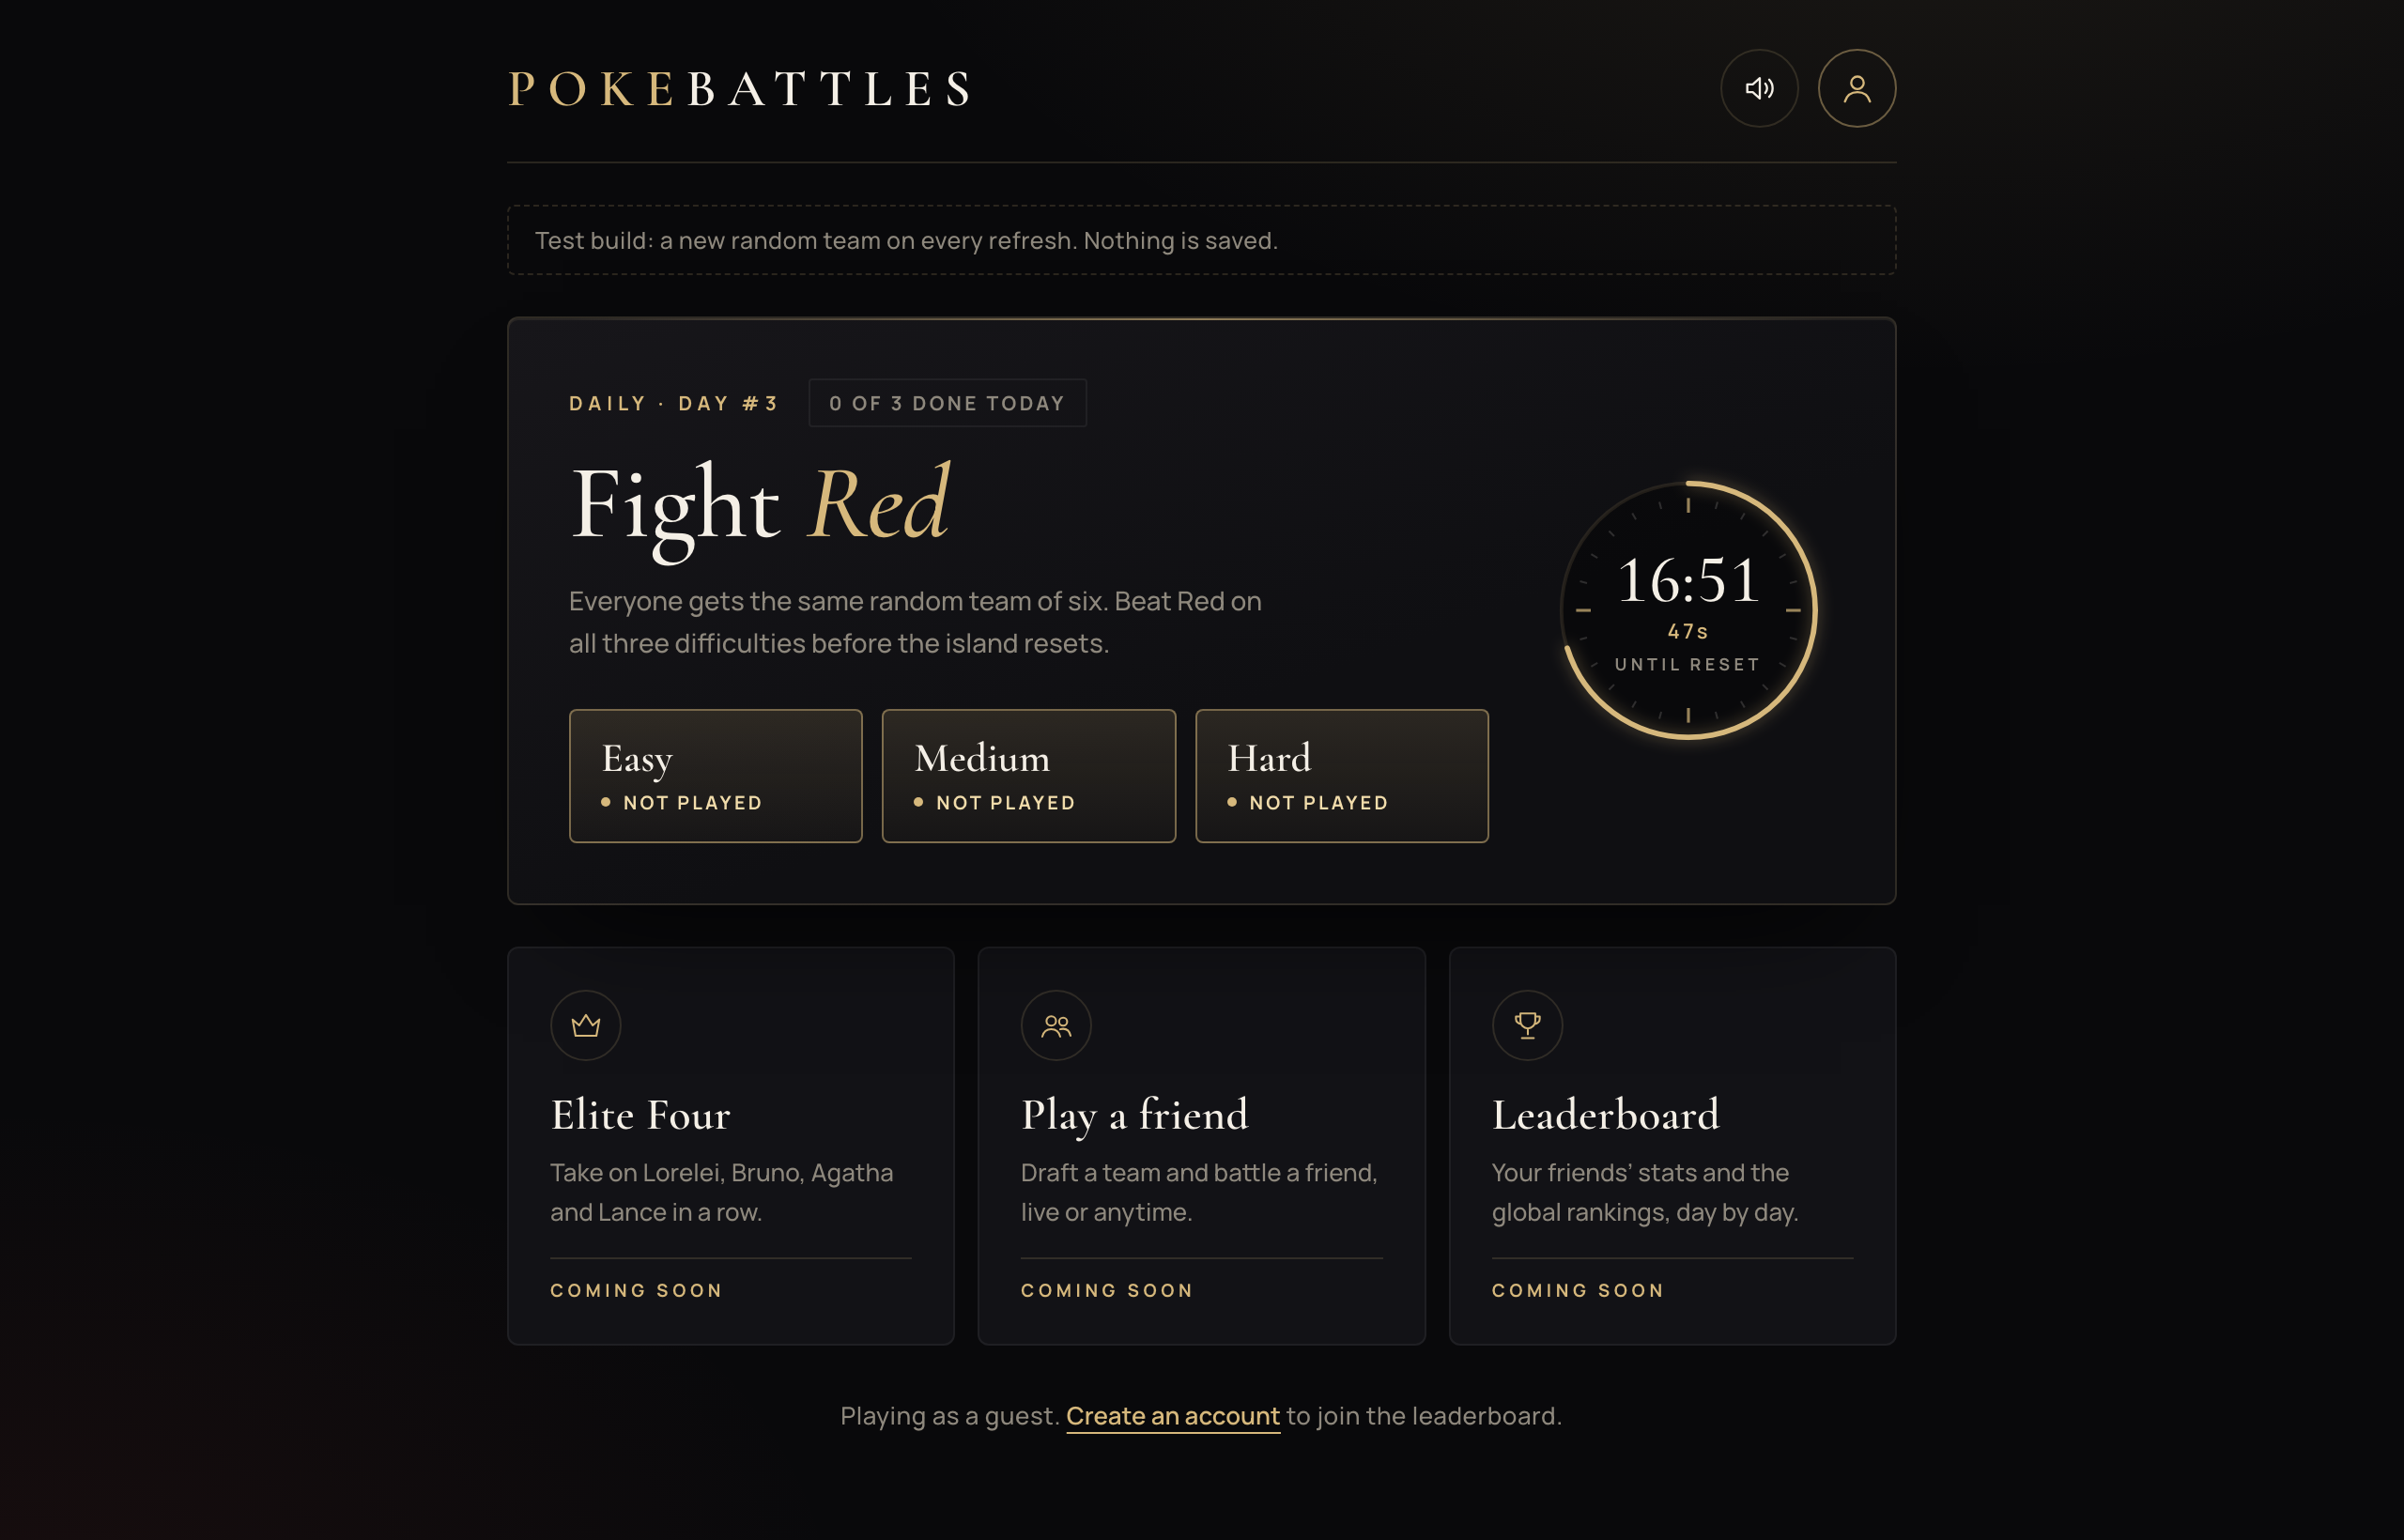 POKEBATTLES
Test build: a new random team on every refresh. Nothing is saved.
DAILY · DAY #3
0 OF 3 DONE TODAY
Fight Red
Everyone gets the same random team of six. Beat Red on
all three difficulties before the island resets.
16:51
47s
UNTIL RESET
Easy
NOT PLAYED
Medium
NOT PLAYED
Hard
NOT PLAYED
Elite Four
Take on Lorelei, Bruno, Agatha
and Lance in a row.
COMING SOON
Play a friend
Draft a team and battle a friend,
live or anytime.
COMING SOON
Leaderboard
Your friends’ stats and the
global rankings, day by day.
COMING SOON
Playing as a guest. Create an account to join the leaderboard.